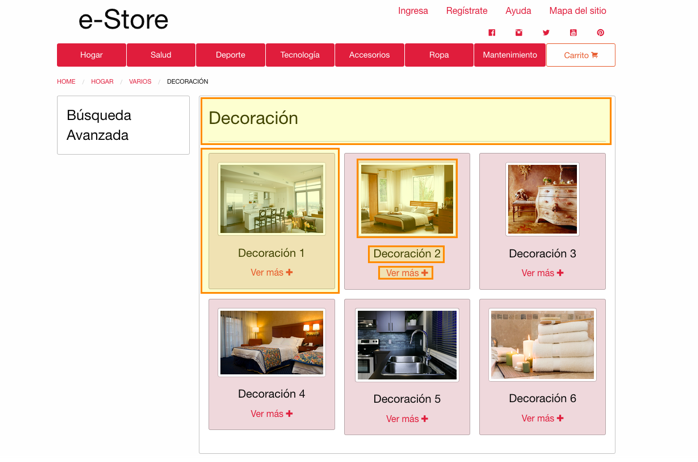 e-Store
Ingresa Regístrate Ayuda Mapa del sitio
Hogar Salud Deporte Tecnología Accesorios Ropa Mantenimiento Carrito
HOME / HOGAR / VARIOS / DECORACIÓN
Búsqueda
Avanzada
Decoración
Decoración 1
Ver más +
Decoración 2
Ver más +
Decoración 3
Ver más +
Decoración 4
Ver más +
Decoración 5
Ver más +
Decoración 6
Ver más +